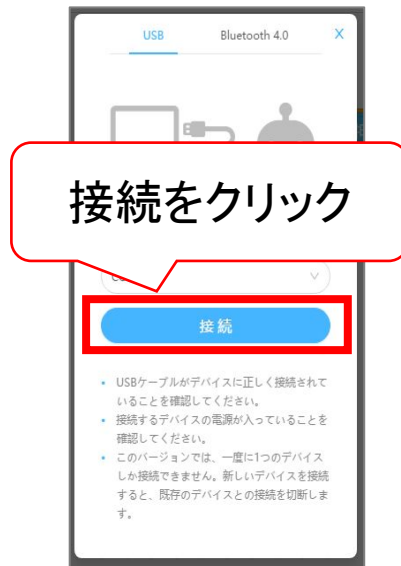 USB Bluetooth 4.0 X
接続をクリック
接続
• USBケーブルがデバイスに正しく接続されて
いることを確認してください。
• 接続するデバイスの電源が入っていることを
確認してください。
• このバージョンでは、一度に1つのデバイス
しか接続できません。新しいデバイスを接続
すると、既存のデバイスとの接続を切断しま
す。